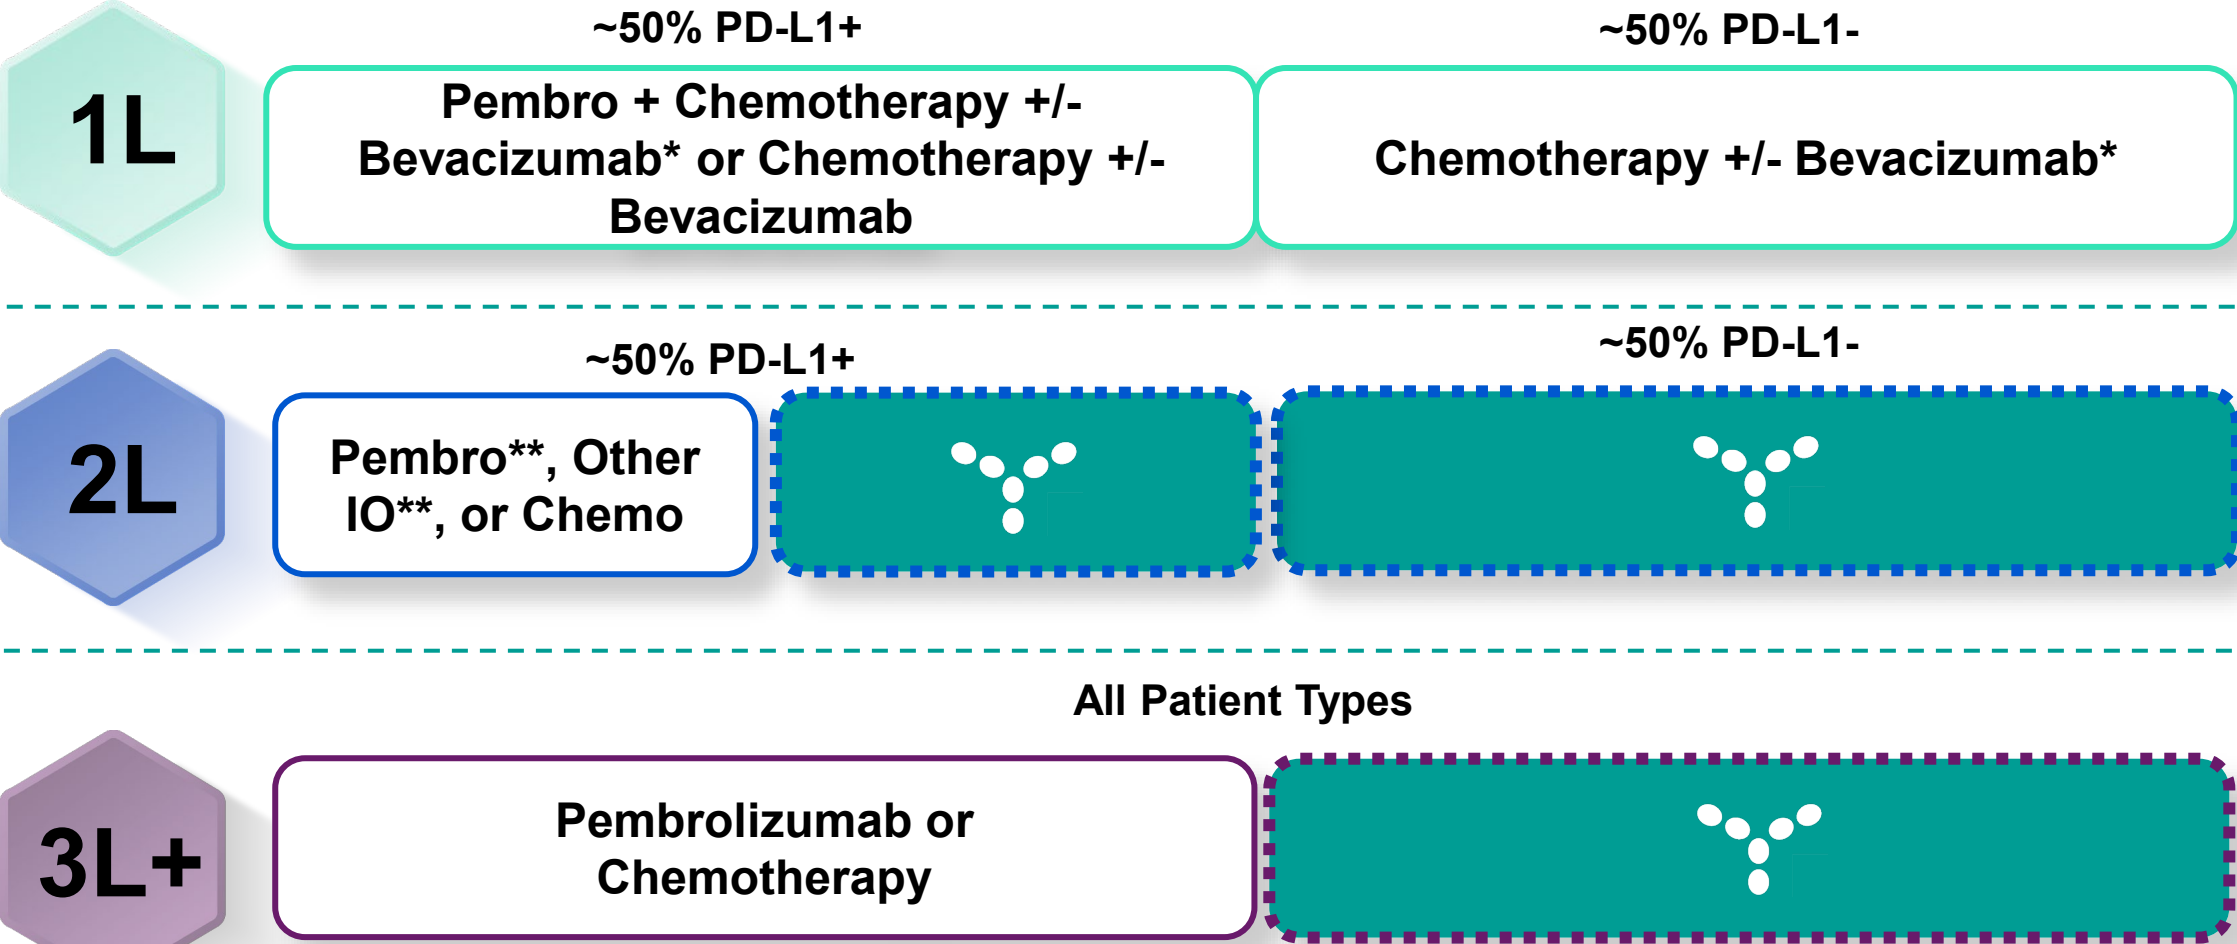 ~50% PD-L1+
~50% PD-L1-
1L
Pembro + Chemotherapy +/-
Bevacizumab* or Chemotherapy +/-
Bevacizumab
Chemotherapy +/- Bevacizumab*
~50% PD-L1+
~50% PD-L1-
2L
Pembro**, Other
IO**, or Chemo
All Patient Types
3L+
Pembrolizumab or
Chemotherapy